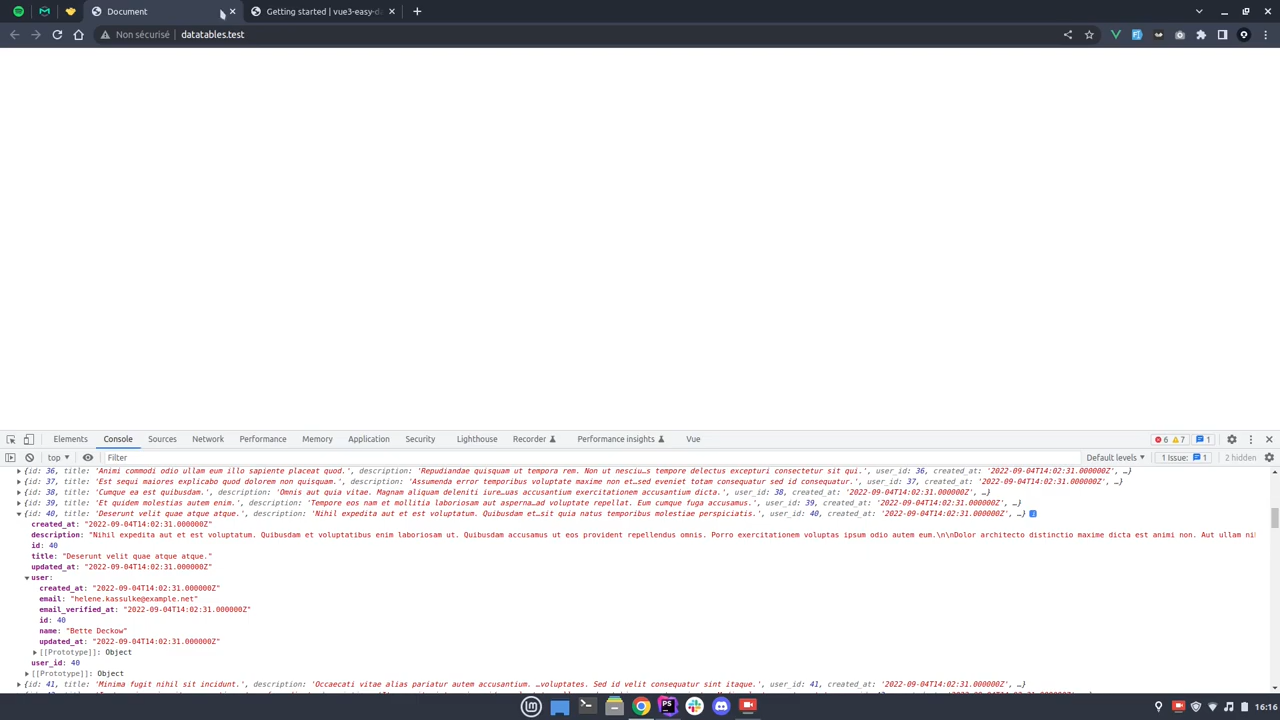 Document
Getting started | vue3-easy-da
Non sécurisé
datatables.test
Elements Console Sources Network Performance Memory Application Security Lighthouse Recorder Performance insights Vue
6 7 1
top Filter Default levels 1 Issue: 1 2 hidden
{id: 36, title: 'Animi commodi odio ullam eum illo sapiente placeat quod.', description: 'Repudiandae quisquam ut tempora rem. Non ut nesciu…s tempore delectus excepturi consectetur sit qui.', user_id: 36, created_at: '2022-09-04T14:02:31.000000Z', …}
{id: 37, title: 'Est sequi maiores explicabo quod dolorem non quisquam.', description: 'Assumenda error temporibus voluptate maxime non et…sed eveniet totam consequatur sed id consequatur.', user_id: 37, created_at: '2022-09-04T14:02:31.000000Z', …}
{id: 38, title: 'Cumque ea est quibusdam.', description: 'Omnis aut quia vitae. Magnam aliquam deleniti iure…uas accusantium exercitationem accusantium dicta.', user_id: 38, created_at: '2022-09-04T14:02:31.000000Z', …}
{id: 39, title: 'Et quidem molestias autem enim.', description: 'Tempore eos nam et mollitia laboriosam aut asperna…ad voluptate repellat. Eum cumque fuga accusamus.', user_id: 39, created_at: '2022-09-04T14:02:31.000000Z', …}
{id: 40, title: 'Deserunt velit quae atque atque.', description: 'Nihil expedita aut et est voluptatum. Quibusdam et…sit quia natus temporibus molestiae perspiciatis.', user_id: 40, created_at: '2022-09-04T14:02:31.000000Z', …}
created_at: "2022-09-04T14:02:31.000000Z"
description: "Nihil expedita aut et est voluptatum. Quibusdam et voluptatibus enim laboriosam ut. Quibusdam accusamus ut eos provident repellendus omnis. Porro exercitationem voluptas ipsum odio autem eum.\n\nDolor architecto distinctio maxime dicta est animi non. Aut ullam ni
id: 40
title: "Deserunt velit quae atque atque."
updated_at: "2022-09-04T14:02:31.000000Z"
user:
created_at: "2022-09-04T14:02:31.000000Z"
email: "helene.kassulke@example.net"
email_verified_at: "2022-09-04T14:02:31.000000Z"
id: 40
name: "Bette Deckow"
updated_at: "2022-09-04T14:02:31.000000Z"
[[Prototype]]: Object
user_id: 40
[[Prototype]]: Object
{id: 41, title: 'Minima fugit nihil sit incidunt.', description: 'Occaecati vitae alias pariatur autem accusantium. …voluptates. Sed id velit consequatur sint itaque.', user_id: 41, created_at: '2022-09-04T14:02:31.000000Z', …}
16:16